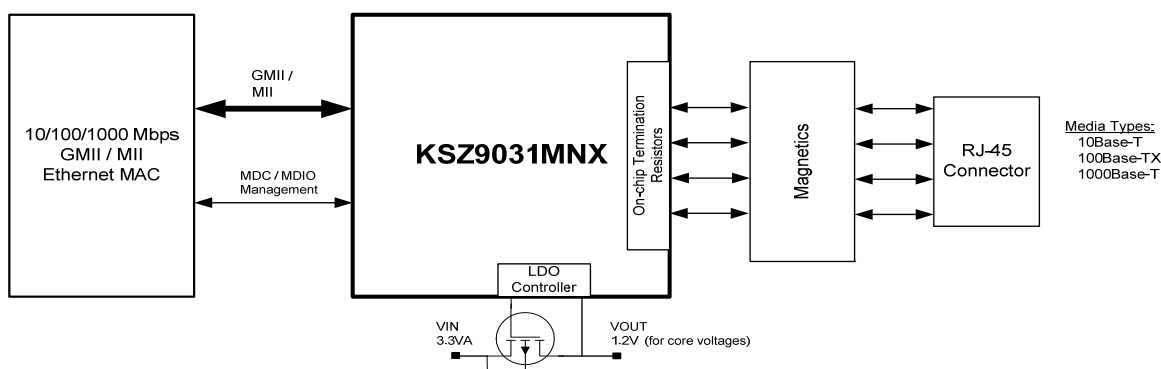 10/100/1000 Mbps
GMII / MII
Ethernet MAC
GMII /
MII
MDC / MDIO
Management
KSZ9031MNX
On-chip Termination
Resistors
LDO
Controller
VIN
3.3VA
VOUT
1.2V (for core voltages)
Magnetics
RJ-45
Connector
Media Types:
10Base-T
100Base-TX
1000Base-T